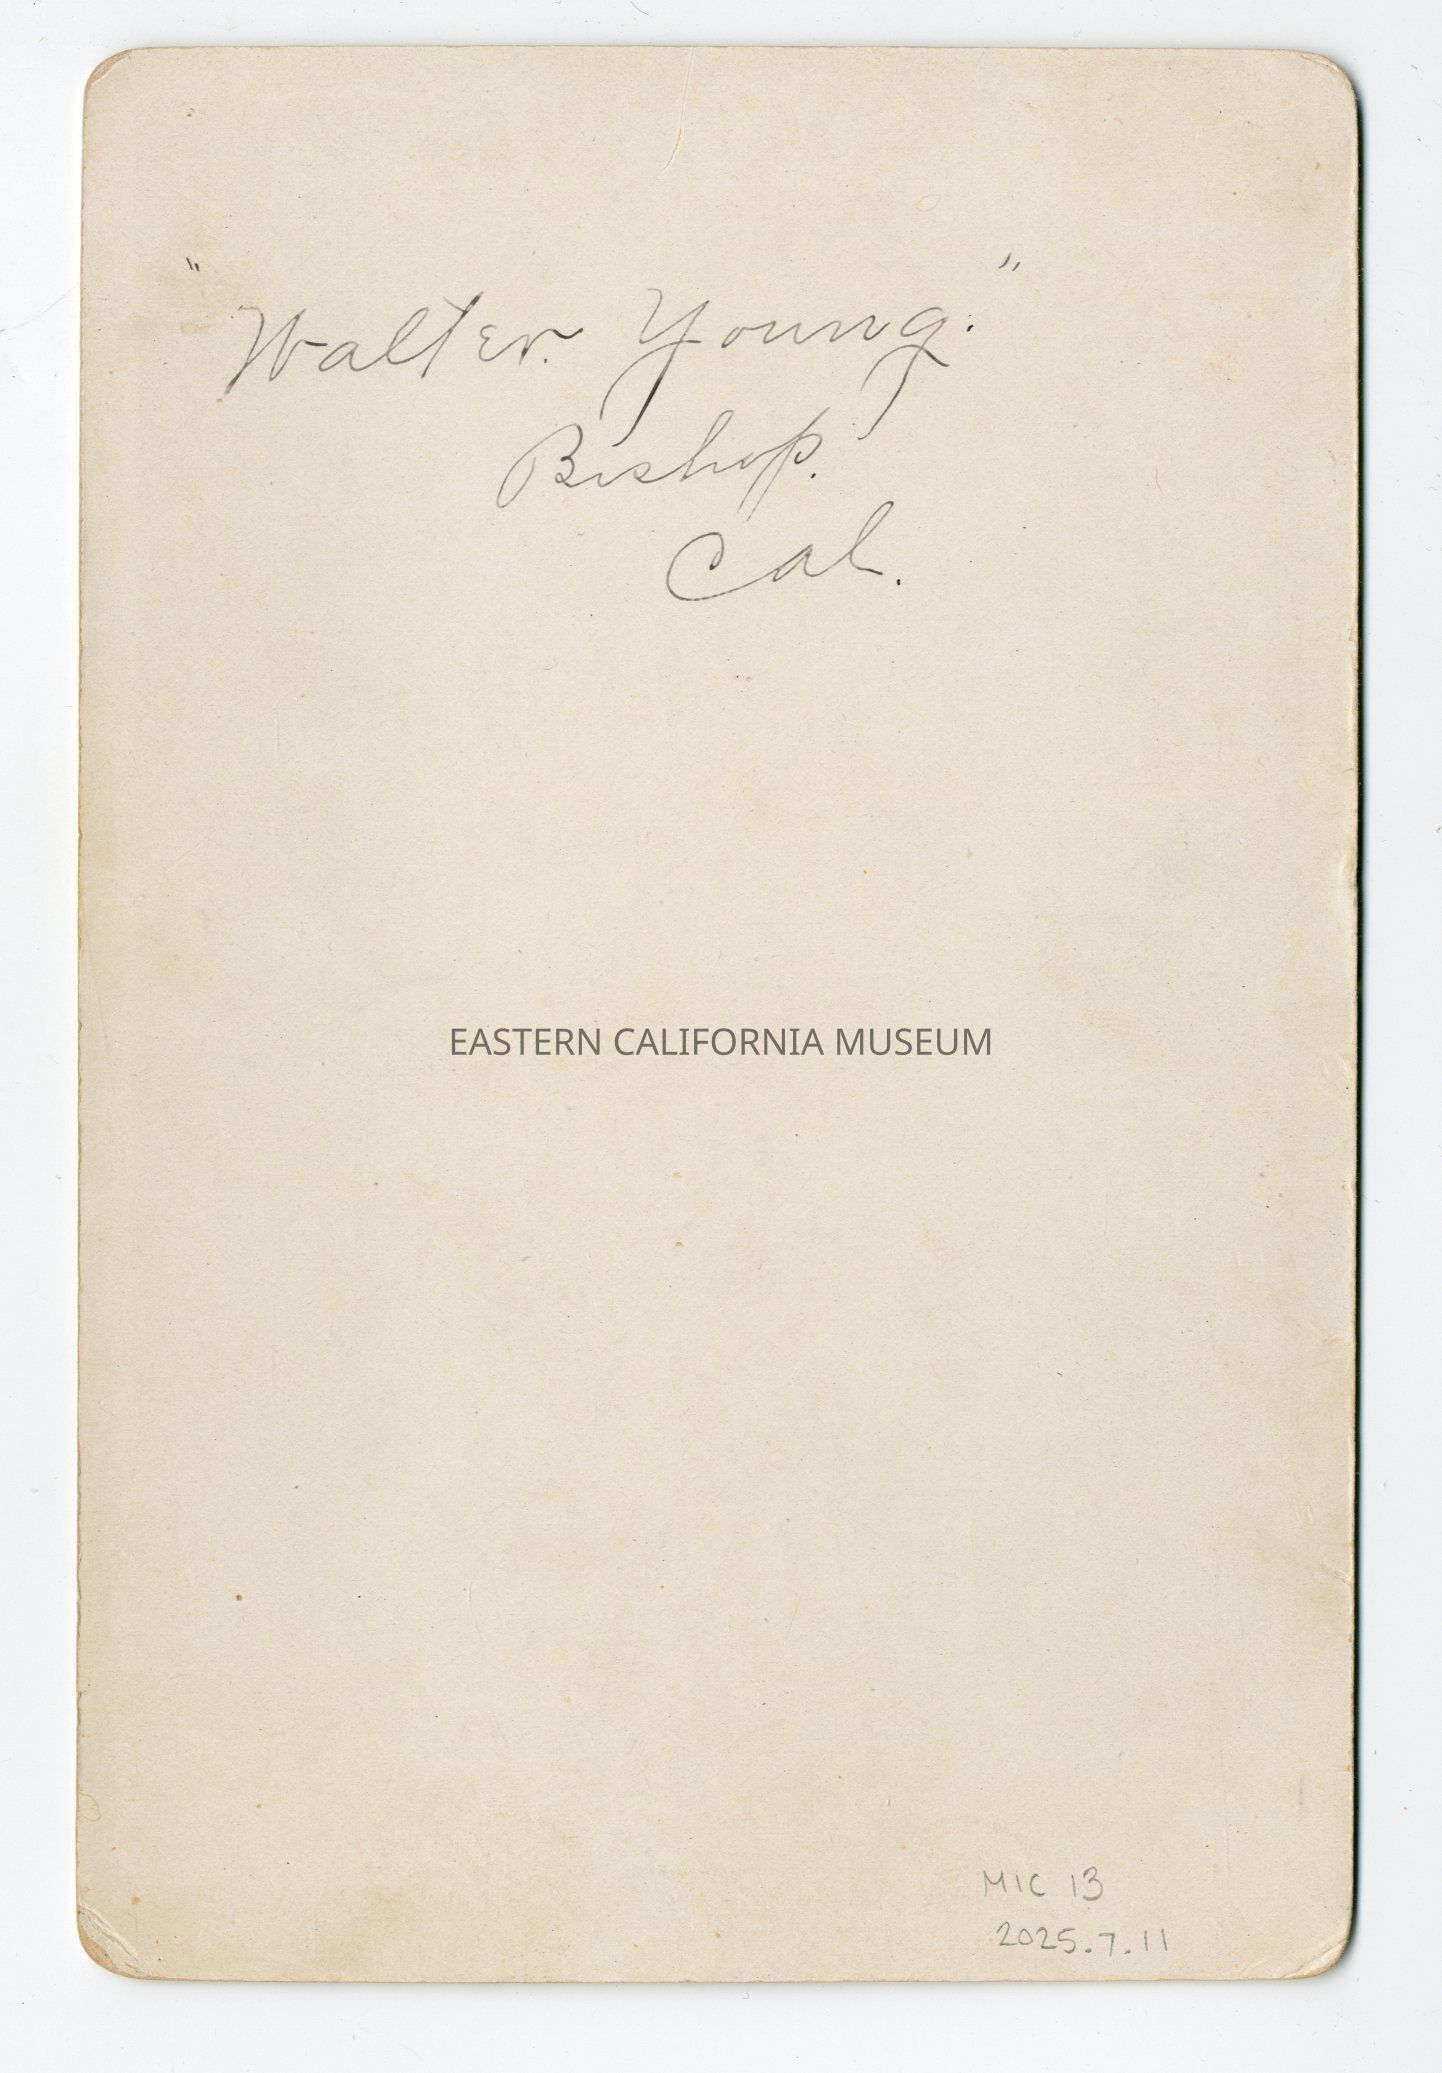 "Walter. Young."
Bishop.
Cal.
EASTERN CALIFORNIA MUSEUM
MIC 13
2025.7.11